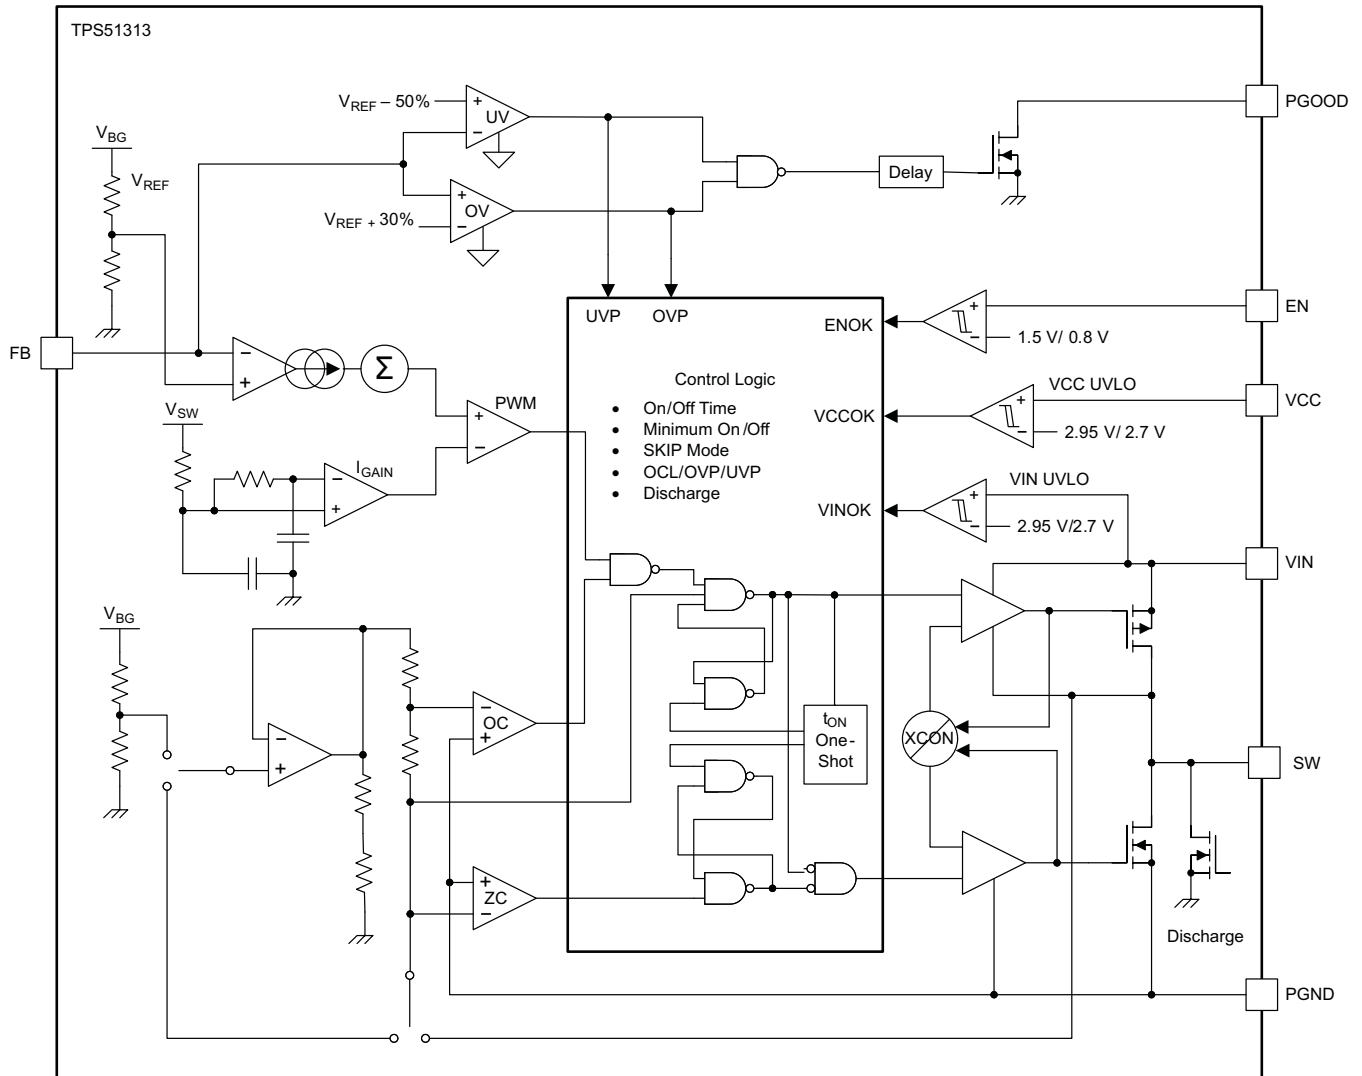 TPS51313
PGOOD
V_REF – 50%
+
UV
–
V_BG
V_REF
Delay
+
OV
–
V_REF + 30%
UVP
OVP
ENOK
+
–
1.5 V/ 0.8 V
EN
FB
–
+
Σ
Control Logic
• On/Off Time
• Minimum On/Off
• SKIP Mode
• OCL/OVP/UVP
• Discharge
VCC UVLO
VCCOK
+
–
2.95 V/ 2.7 V
VCC
PWM
+
–
V_SW
I_GAIN
–
+
VIN UVLO
VINOK
+
–
2.95 V/2.7 V
VIN
V_BG
–
+
–
OC
+
t_ON
One-
Shot
XCON
SW
+
ZC
–
Discharge
PGND